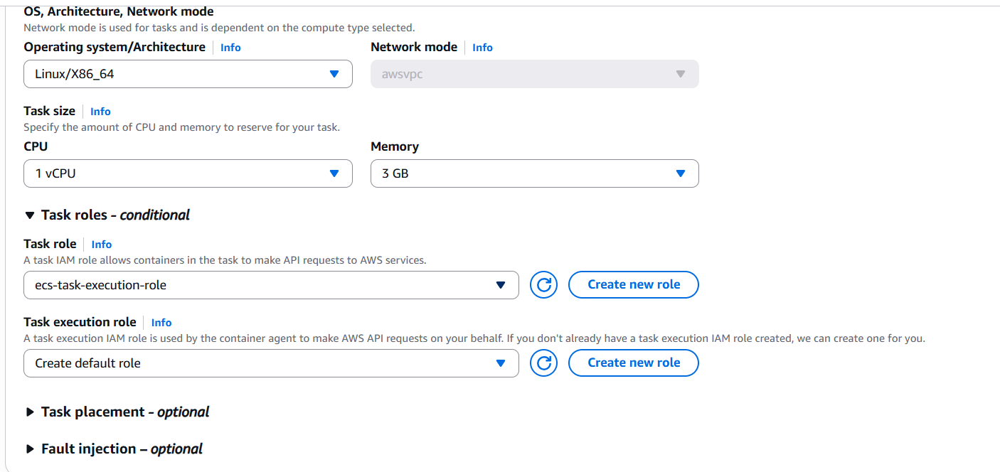 OS, Architecture, Network mode
Network mode is used for tasks and is dependent on the compute type selected.
Operating system/Architecture Info
Network mode Info
Linux/X86_64
awsvpc
Task size Info
Specify the amount of CPU and memory to reserve for your task.
CPU
Memory
1 vCPU
3 GB
Task roles - conditional
Task role Info
A task IAM role allows containers in the task to make API requests to AWS services.
ecs-task-execution-role
Create new role
Task execution role Info
A task execution IAM role is used by the container agent to make AWS API requests on your behalf. If you don't already have a task execution IAM role created, we can create one for you.
Create default role
Create new role
Task placement - optional
Fault injection – optional